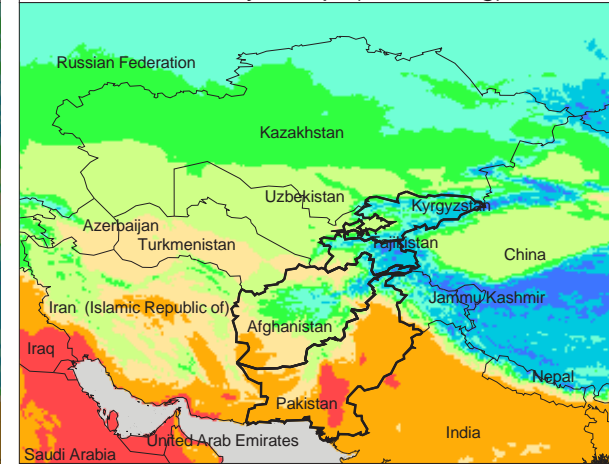 Russian Federation
Kazakhstan
Uzbekistan
Kyrgyzstan
Azerbaijan
Turkmenistan
Tajikistan
China
Jammu/Kashmir
Iran (Islamic Republic of)
Afghanistan
Iraq
Nepal
Pakistan
India
United Arab Emirates
Saudi Arabia